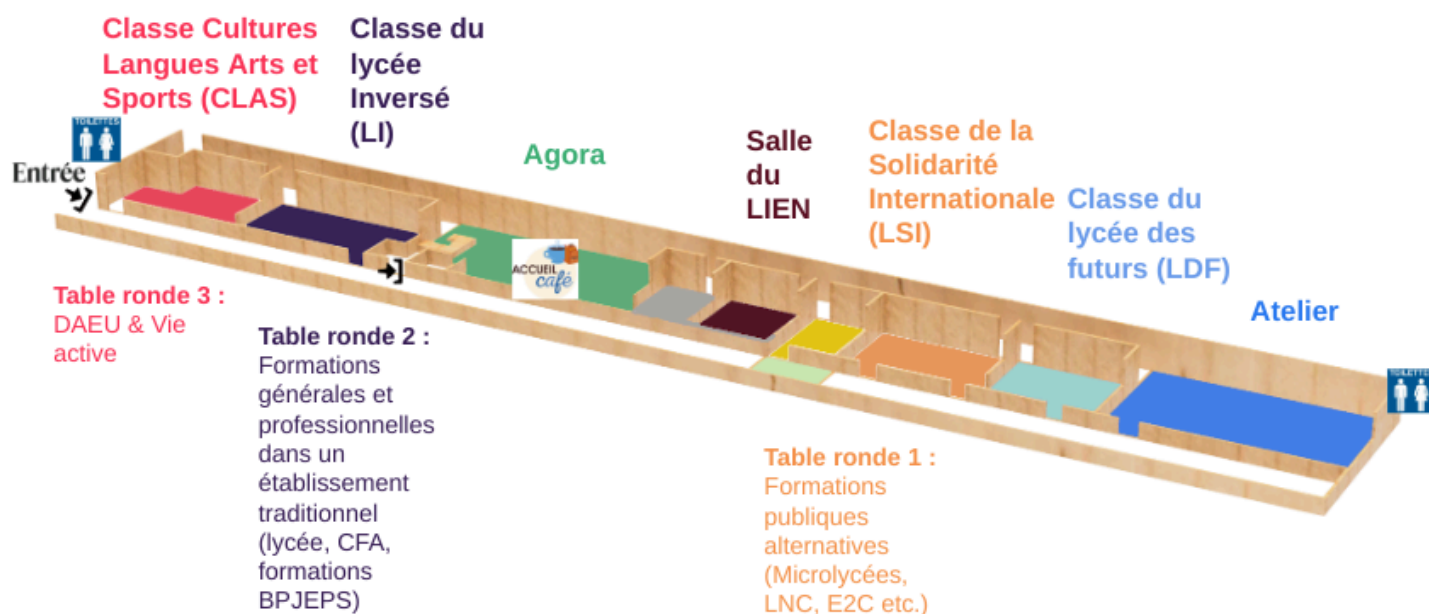 Classe Cultures
Langues Arts et
Sports (CLAS)
Classe du
lycée
Inversé
(LI)
Agora
Salle
du
LIEN
Classe de la
Solidarité
Internationale
(LSI)
Classe du
lycée des
futurs (LDF)
Atelier
TOILETTES
Entrée
ACCUEIL
café
TOILETTES
Table ronde 3 :
DAEU & Vie
active
Table ronde 2 :
Formations
générales et
professionnelles
dans un
établissement
traditionnel
(lycée, CFA,
formations
BPJEPS)
Table ronde 1 :
Formations
publiques
alternatives
(Microlycées,
LNC, E2C etc.)